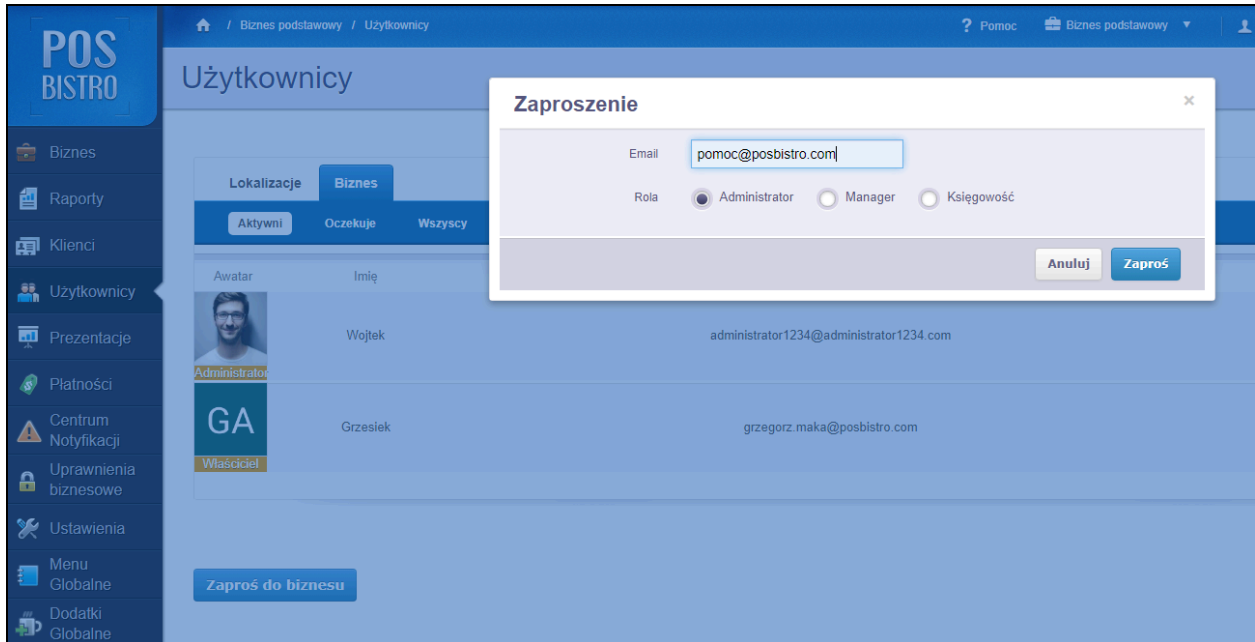 POS
BISTRO
/ Biznes podstawowy / Użytkownicy
? Pomoc
Biznes podstawowy
Użytkownicy
Biznes
Raporty
Klienci
Użytkownicy
Prezentacje
Płatności
Centrum
Notyfikacji
Uprawnienia
biznesowe
Ustawienia
Menu
Globalne
Dodatki
Globalne
Zaproszenie
×
Email
pomoc@posbistro.com
Rola
Administrator
Manager
Księgowość
Anuluj
Zaproś
Lokalizacje
Biznes
Aktywni
Oczekuje
Wszyscy
Awatar
Imię
Administrator
Wojtek
administrator1234@administrator1234.com
GA
Właściciel
Grzesiek
grzegorz.maka@posbistro.com
Zaproś do biznesu